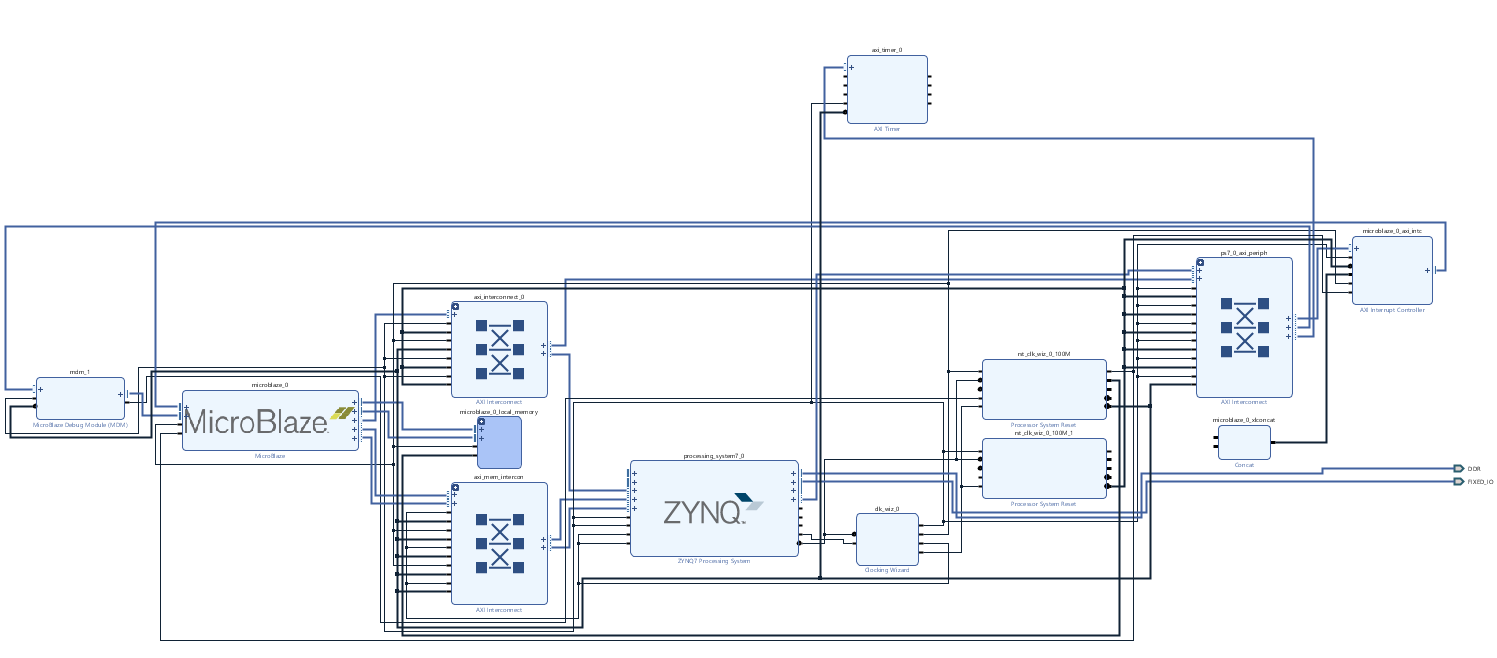 axi_timer_0
AXI Timer
microblaze_0_axi_intc
AXI Interrupt Controller
ps7_0_axi_periph
AXI Interconnect
axi_interconnect_0
AXI Interconnect
rst_clk_wiz_0_100M
Processor System Reset
mdm_1
MicroBlaze Debug Module (MDM)
microblaze_0
MicroBlaze
MicroBlaze
microblaze_0_local_memory
microblaze_0_xlconcat
Concat
rst_clk_wiz_0_100M_1
Processor System Reset
processing_system7_0
ZYNQ
ZYNQ7 Processing System
DDR
FIXED_IO
axi_mem_intercon
AXI Interconnect
clk_wiz_0
Clocking Wizard